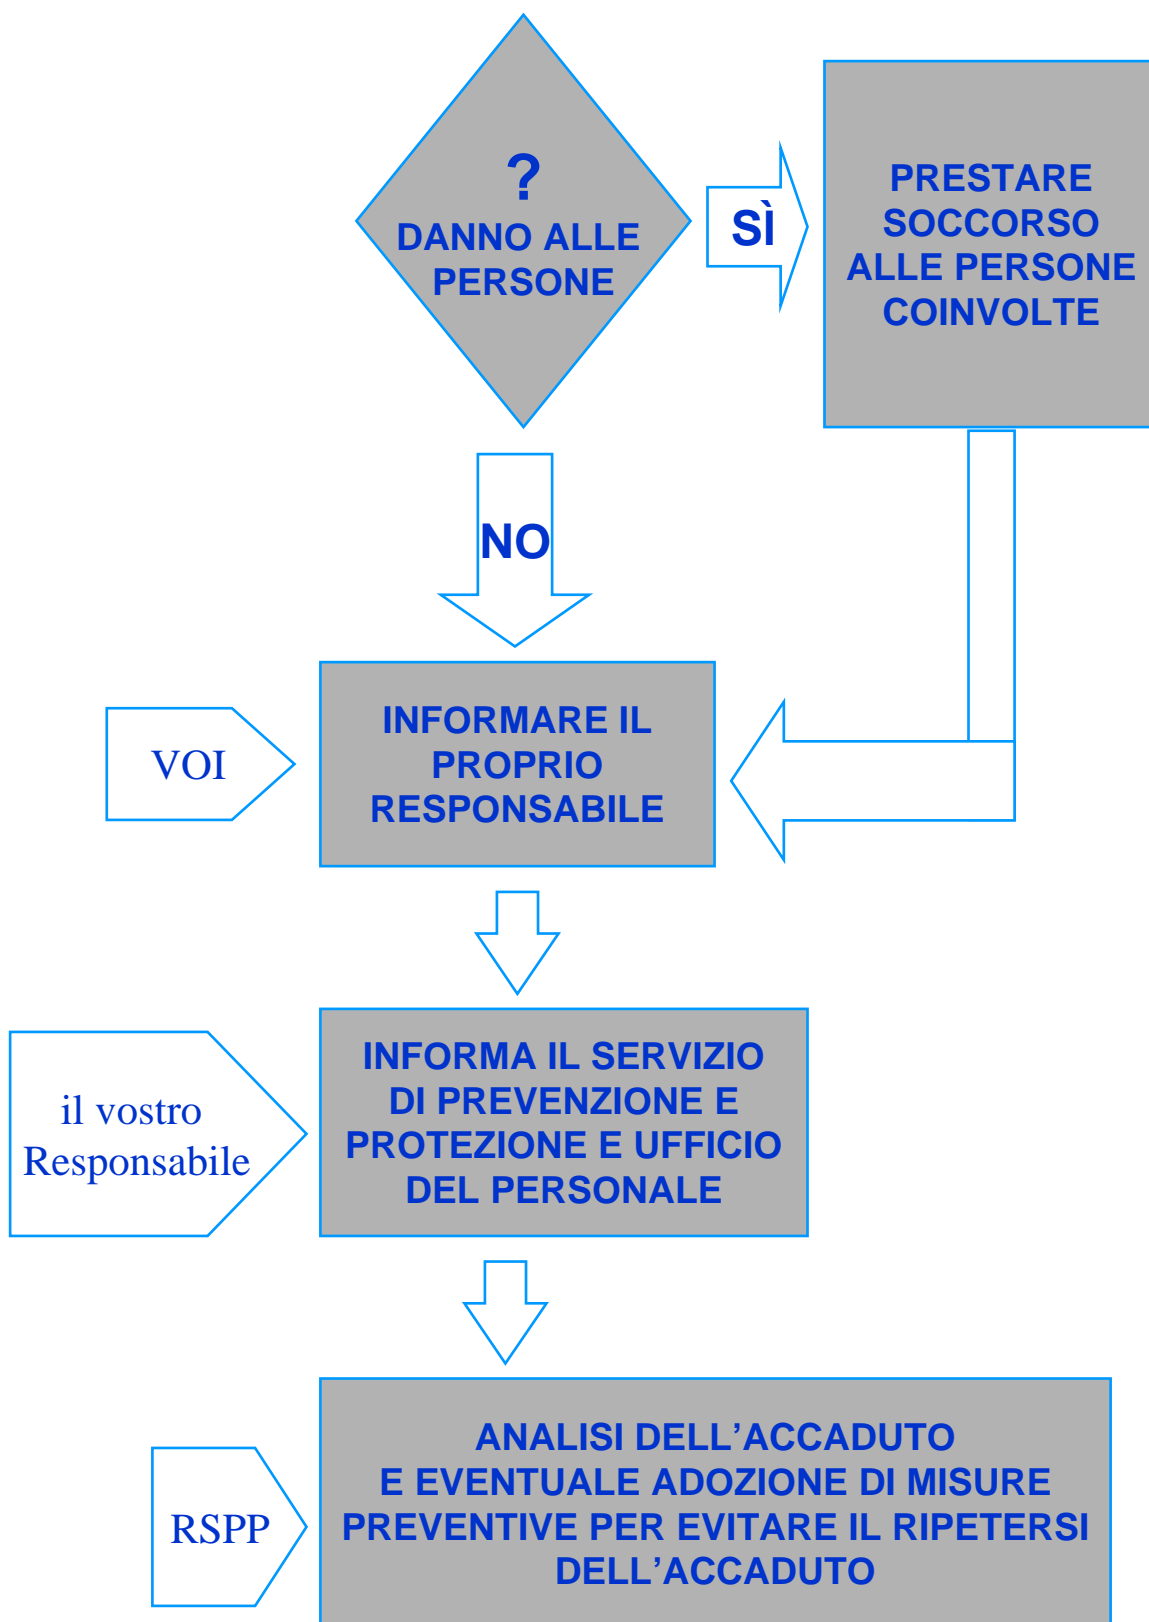 ?
DANNO ALLE
PERSONE
SÌ
PRESTARE
SOCCORSO
ALLE PERSONE
COINVOLTE
NO
VOI
INFORMARE IL
PROPRIO
RESPONSABILE
il vostro
Responsabile
INFORMA IL SERVIZIO
DI PREVENZIONE E
PROTEZIONE E UFFICIO
DEL PERSONALE
RSPP
ANALISI DELL’ACCADUTO
E EVENTUALE ADOZIONE DI MISURE
PREVENTIVE PER EVITARE IL RIPETERSI
DELL’ACCADUTO